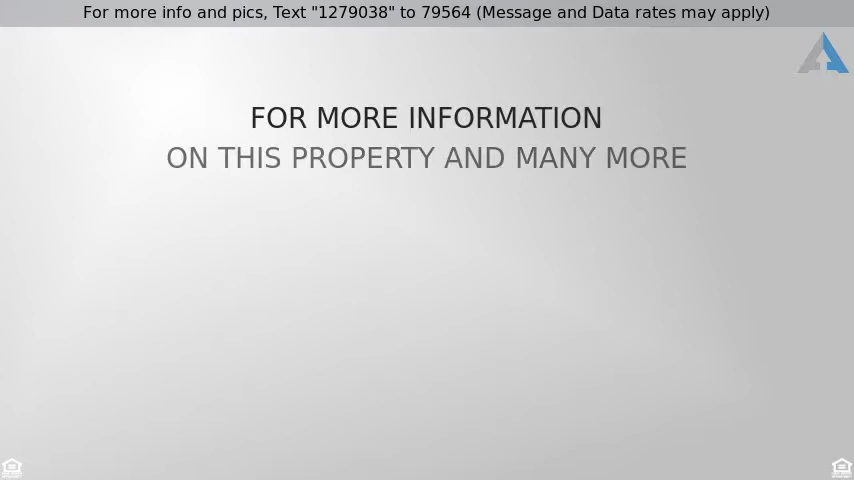 For more info and pics, Text "1279038" to 79564 (Message and Data rates may apply)
FOR MORE INFORMATION
ON THIS PROPERTY AND MANY MORE